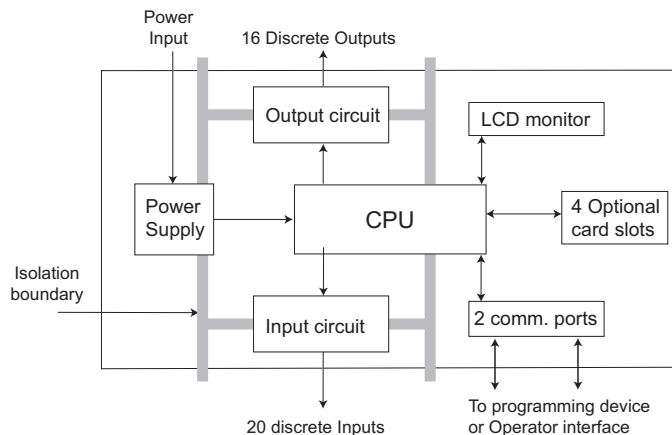 Power
Input
16 Discrete Outputs
Output circuit
LCD monitor
Power
Supply
CPU
4 Optional
card slots
Isolation
boundary
Input circuit
2 comm. ports
20 discrete Inputs
To programming device
or Operator interface